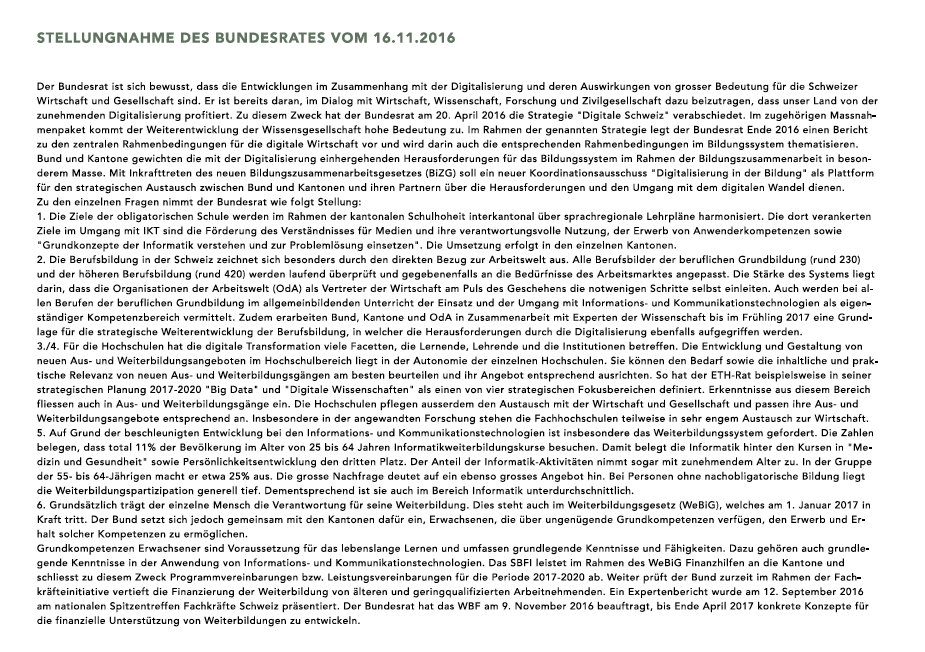 STELLUNGNAHME DES BUNDESRATES VOM 16.11.2016
Der Bundesrat ist sich bewusst, dass die Entwicklungen im Zusammenhang mit der Digitalisierung und deren Auswirkungen von grosser Bedeutung für die Schweizer
Wirtschaft und Gesellschaft sind. Er ist bereits daran, im Dialog mit Wirtschaft, Wissenschaft, Forschung und Zivilgesellschaft dazu beizutragen, dass unser Land von der
zunehmenden Digitalisierung profitiert. Zu diesem Zweck hat der Bundesrat am 20. April 2016 die Strategie "Digitale Schweiz" verabschiedet. Im zugehörigen Massnah-
menpaket kommt der Weiterentwicklung der Wissensgesellschaft hohe Bedeutung zu. Im Rahmen der genannten Strategie legt der Bundesrat Ende 2016 einen Bericht
zu den zentralen Rahmenbedingungen für die digitale Wirtschaft vor und wird darin auch die entsprechenden Rahmenbedingungen im Bildungssystem thematisieren.
Bund und Kantone gewichten die mit der Digitalisierung einhergehenden Herausforderungen für das Bildungssystem im Rahmen der Bildungszusammenarbeit in beson-
derem Masse. Mit Inkrafttreten des neuen Bildungszusammenarbeitsgesetzes (BiZG) soll ein neuer Koordinationsausschuss "Digitalisierung in der Bildung" als Plattform
für den strategischen Austausch zwischen Bund und Kantonen und ihren Partnern über die Herausforderungen und den Umgang mit dem digitalen Wandel dienen.
Zu den einzelnen Fragen nimmt der Bundesrat wie folgt Stellung:
1. Die Ziele der obligatorischen Schule werden im Rahmen der kantonalen Schulhoheit interkantonal über sprachregionale Lehrpläne harmonisiert. Die dort verankerten
Ziele im Umgang mit IKT sind die Förderung des Verständnisses für Medien und ihre verantwortungsvolle Nutzung, der Erwerb von Anwenderkompetenzen sowie
"Grundkonzepte der Informatik verstehen und zur Problemlösung einsetzen". Die Umsetzung erfolgt in den einzelnen Kantonen.
2. Die Berufsbildung in der Schweiz zeichnet sich besonders durch den direkten Bezug zur Arbeitswelt aus. Alle Berufsbilder der beruflichen Grundbildung (rund 230)
und der höheren Berufsbildung (rund 420) werden laufend überprüft und gegebenenfalls an die Bedürfnisse des Arbeitsmarktes angepasst. Die Stärke des Systems liegt
darin, dass die Organisationen der Arbeitswelt (OdA) als Vertreter der Wirtschaft am Puls des Geschehens die notwenigen Schritte selbst einleiten. Auch werden bei al-
len Berufen der beruflichen Grundbildung im allgemeinbildenden Unterricht der Einsatz und der Umgang mit Informations- und Kommunikationstechnologien als eigen-
ständiger Kompetenzbereich vermittelt. Zudem erarbeiten Bund, Kantone und OdA in Zusammenarbeit mit Experten der Wissenschaft bis im Frühling 2017 eine Grund-
lage für die strategische Weiterentwicklung der Berufsbildung, in welcher die Herausforderungen durch die Digitalisierung ebenfalls aufgegriffen werden.
3./4. Für die Hochschulen hat die digitale Transformation viele Facetten, die Lernende, Lehrende und die Institutionen betreffen. Die Entwicklung und Gestaltung von
neuen Aus- und Weiterbildungsangeboten im Hochschulbereich liegt in der Autonomie der einzelnen Hochschulen. Sie können den Bedarf sowie die inhaltliche und prak-
tische Relevanz von neuen Aus- und Weiterbildungsgängen am besten beurteilen und ihr Angebot entsprechend ausrichten. So hat der ETH-Rat beispielsweise in seiner
strategischen Planung 2017-2020 "Big Data" und "Digitale Wissenschaften" als einen von vier strategischen Fokusbereichen definiert. Erkenntnisse aus diesem Bereich
fliessen auch in Aus- und Weiterbildungsgänge ein. Die Hochschulen pflegen ausserdem den Austausch mit der Wirtschaft und Gesellschaft und passen ihre Aus- und
Weiterbildungsangebote entsprechend an. Insbesondere in der angewandten Forschung stehen die Fachhochschulen teilweise in sehr engem Austausch zur Wirtschaft.
5. Auf Grund der beschleunigten Entwicklung bei den Informations- und Kommunikationstechnologien ist insbesondere das Weiterbildungssystem gefordert. Die Zahlen
belegen, dass total 11% der Bevölkerung im Alter von 25 bis 64 Jahren Informatikweiterbildungskurse besuchen. Damit belegt die Informatik hinter den Kursen in "Me-
dizin und Gesundheit" sowie Persönlichkeitsentwicklung den dritten Platz. Der Anteil der Informatik-Aktivitäten nimmt sogar mit zunehmendem Alter zu. In der Gruppe
der 55- bis 64-Jährigen macht er etwa 25% aus. Die grosse Nachfrage deutet auf ein ebenso grosses Angebot hin. Bei Personen ohne nachobligatorische Bildung liegt
die Weiterbildungspartizipation generell tief. Dementsprechend ist sie auch im Bereich Informatik unterdurchschnittlich.
6. Grundsätzlich trägt der einzelne Mensch die Verantwortung für seine Weiterbildung. Dies steht auch im Weiterbildungsgesetz (WeBiG), welches am 1. Januar 2017 in
Kraft tritt. Der Bund setzt sich jedoch gemeinsam mit den Kantonen dafür ein, Erwachsenen, die über ungenügende Grundkompetenzen verfügen, den Erwerb und Er-
halt solcher Kompetenzen zu ermöglichen.
Grundkompetenzen Erwachsener sind Voraussetzung für das lebenslange Lernen und umfassen grundlegende Kenntnisse und Fähigkeiten. Dazu gehören auch grundle-
gende Kenntnisse in der Anwendung von Informations- und Kommunikationstechnologien. Das SBFI leistet im Rahmen des WeBiG Finanzhilfen an die Kantone und
schliesst zu diesem Zweck Programmvereinbarungen bzw. Leistungsvereinbarungen für die Periode 2017-2020 ab. Weiter prüft der Bund zurzeit im Rahmen der Fach-
kräfteinitiative vertieft die Finanzierung der Weiterbildung von älteren und geringqualifizierten Arbeitnehmenden. Ein Expertenbericht wurde am 12. September 2016
am nationalen Spitzentreffen Fachkräfte Schweiz präsentiert. Der Bundesrat hat das WBF am 9. November 2016 beauftragt, bis Ende April 2017 konkrete Konzepte für
die finanzielle Unterstützung von Weiterbildungen zu entwickeln.